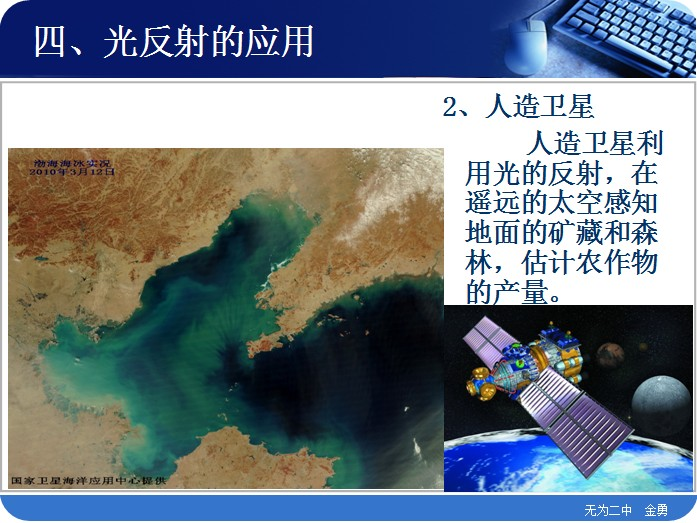 四、光反射的应用
2、人造卫星
人造卫星利
用光的反射，在
遥远的太空感知
地面的矿藏和森
林，估计农作物
的产量。
渤海海冰实况
2010年3月12日
国家卫星海洋应用中心提供
无为二中 金勇